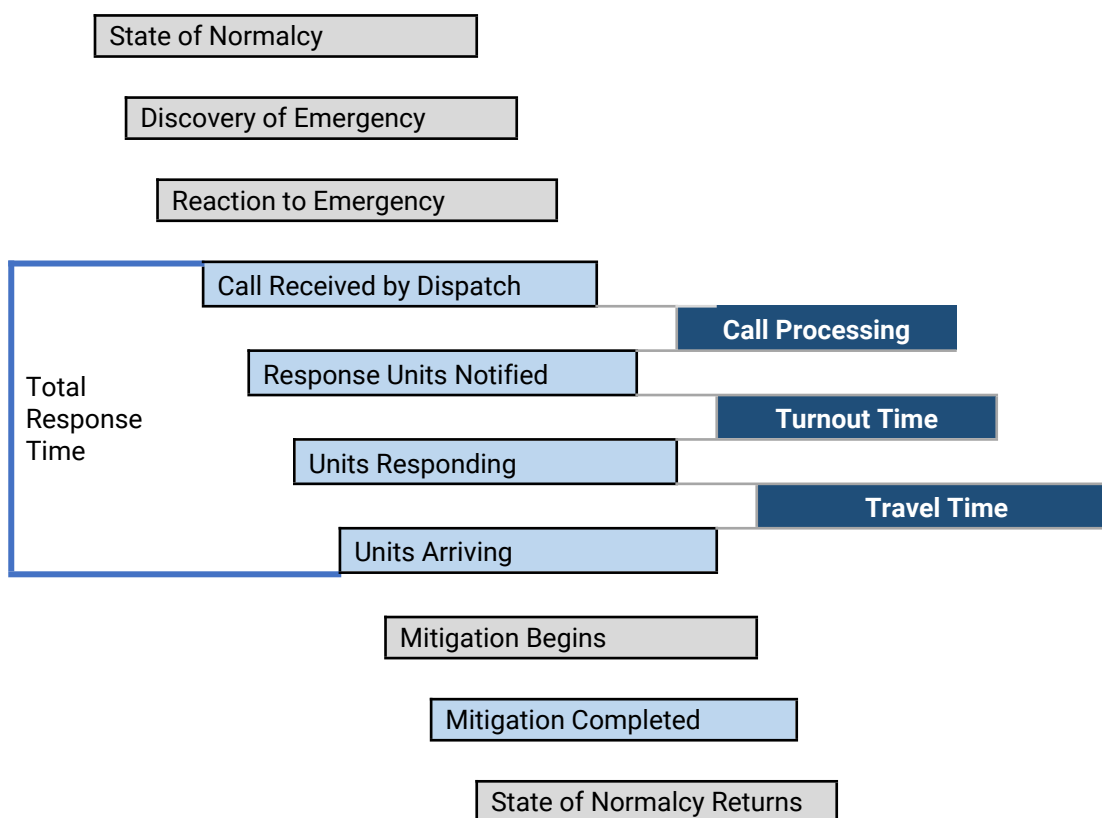 State of Normalcy
Discovery of Emergency
Reaction to Emergency
Call Received by Dispatch
Call Processing
Response Units Notified
Total
Response
Time
Turnout Time
Units Responding
Travel Time
Units Arriving
Mitigation Begins
Mitigation Completed
State of Normalcy Returns